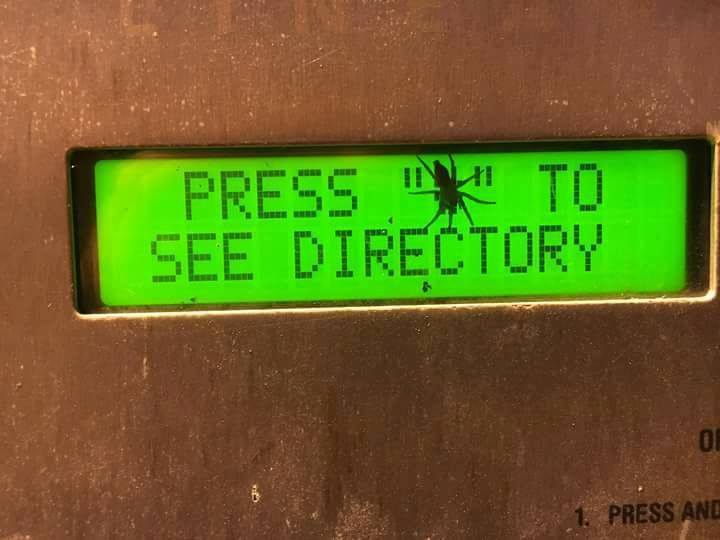 PRESS "" TO
SEE DIRECTORY
1. PRESS AND